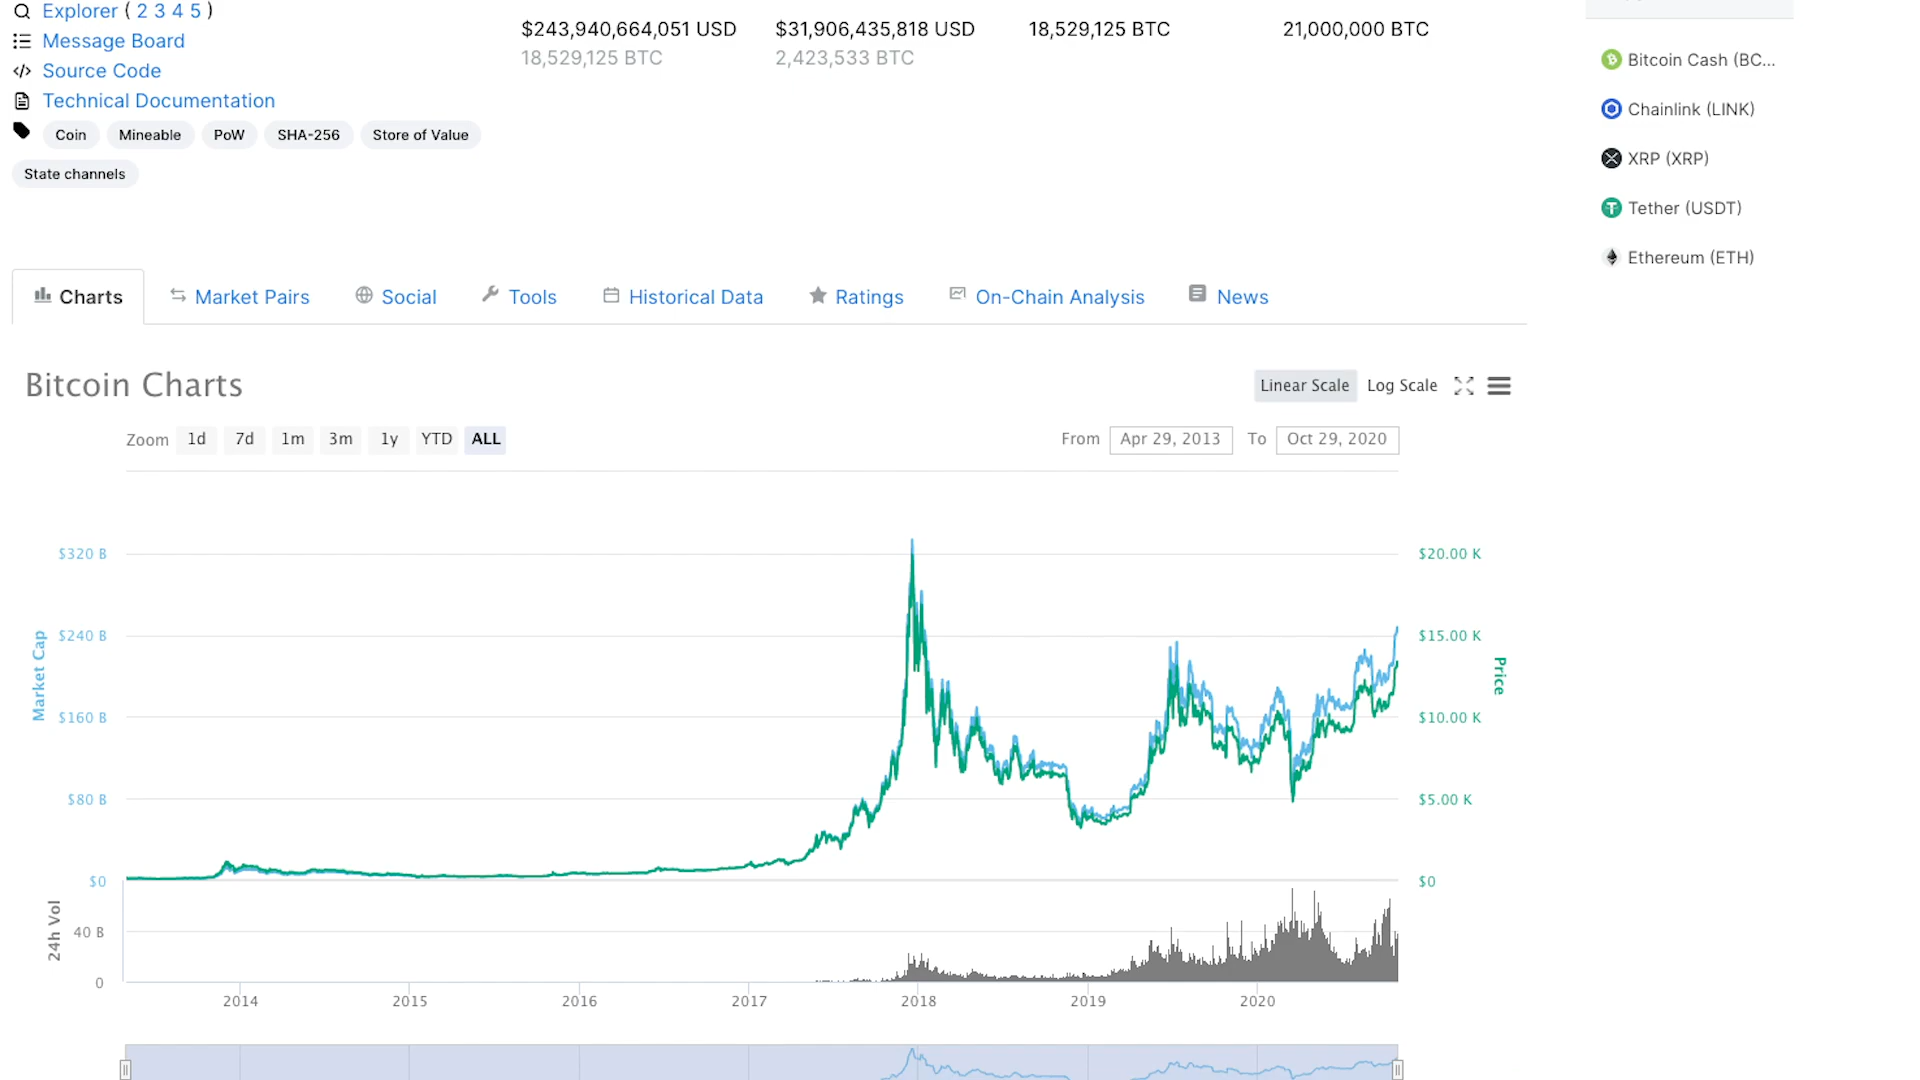 Explorer ( 2 3 4 5 )
Message Board
Source Code
Technical Documentation
Coin Mineable PoW SHA-256 Store of Value
State channels
$243,940,664,051 USD $31,906,435,818 USD 18,529,125 BTC 21,000,000 BTC
18,529,125 BTC 2,423,533 BTC
Bitcoin Cash (BC...
Chainlink (LINK)
XRP (XRP)
Tether (USDT)
Ethereum (ETH)
Charts Market Pairs Social Tools Historical Data Ratings On-Chain Analysis News
Bitcoin Charts
Linear Scale Log Scale
Zoom 1d 7d 1m 3m 1y YTD ALL
From Apr 29, 2013 To Oct 29, 2020
$320 B $20.00 K
$240 B $15.00 K
Market Cap
Price
$160 B $10.00 K
$80 B $5.00 K
$0 $0
24h Vol
40 B
0
2014 2015 2016 2017 2018 2019 2020